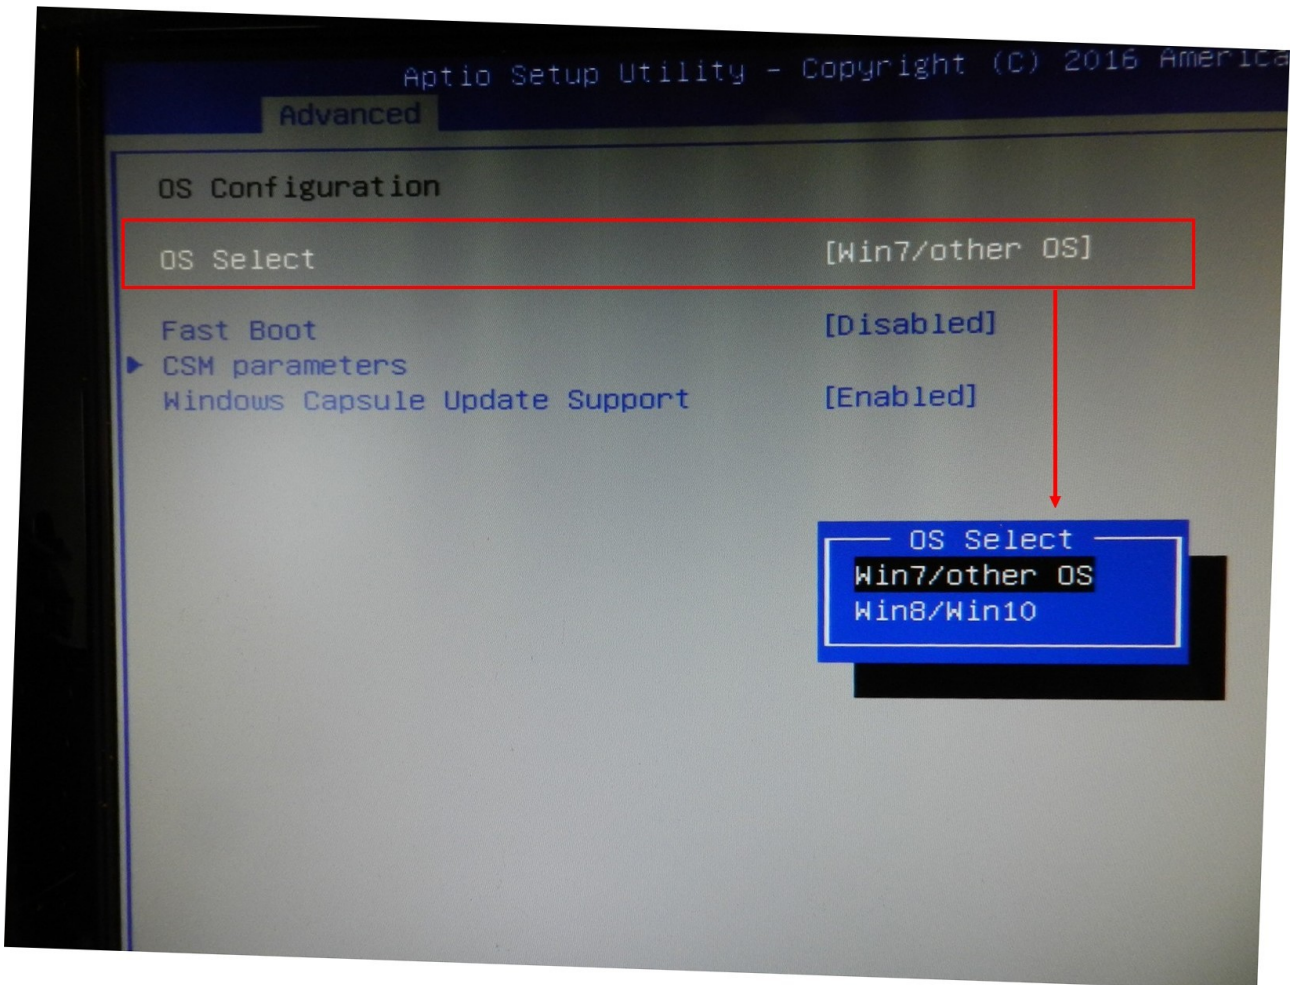 Aptio Setup Utility – Copyright (C) 2016 America
Advanced
OS Configuration
OS Select [Win7/other OS]
Fast Boot [Disabled]
CSM parameters
Windows Capsule Update Support [Enabled]
OS Select
Win7/other OS
Win8/Win10